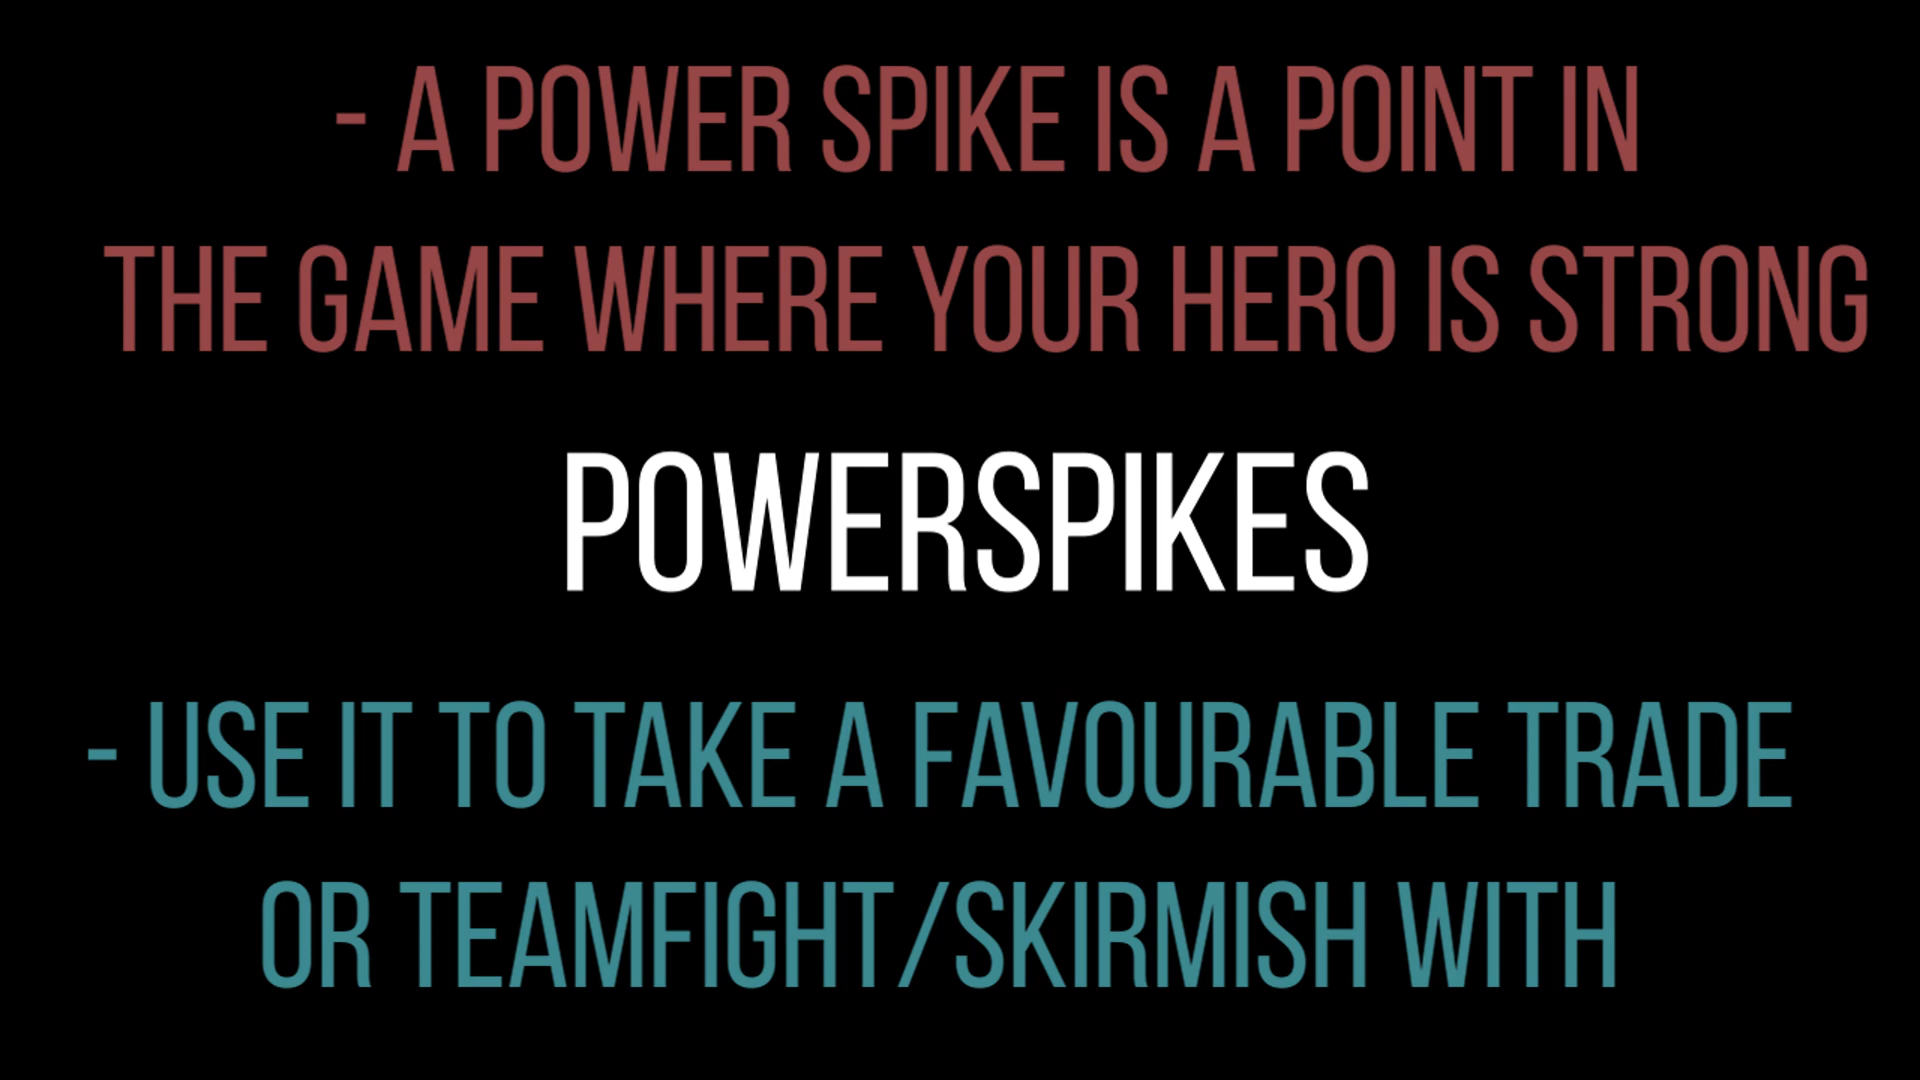 - A POWER SPIKE IS A POINT IN
THE GAME WHERE YOUR HERO IS STRONG
POWERSPIKES
- USE IT TO TAKE A FAVOURABLE TRADE
OR TEAMFIGHT/SKIRMISH WITH